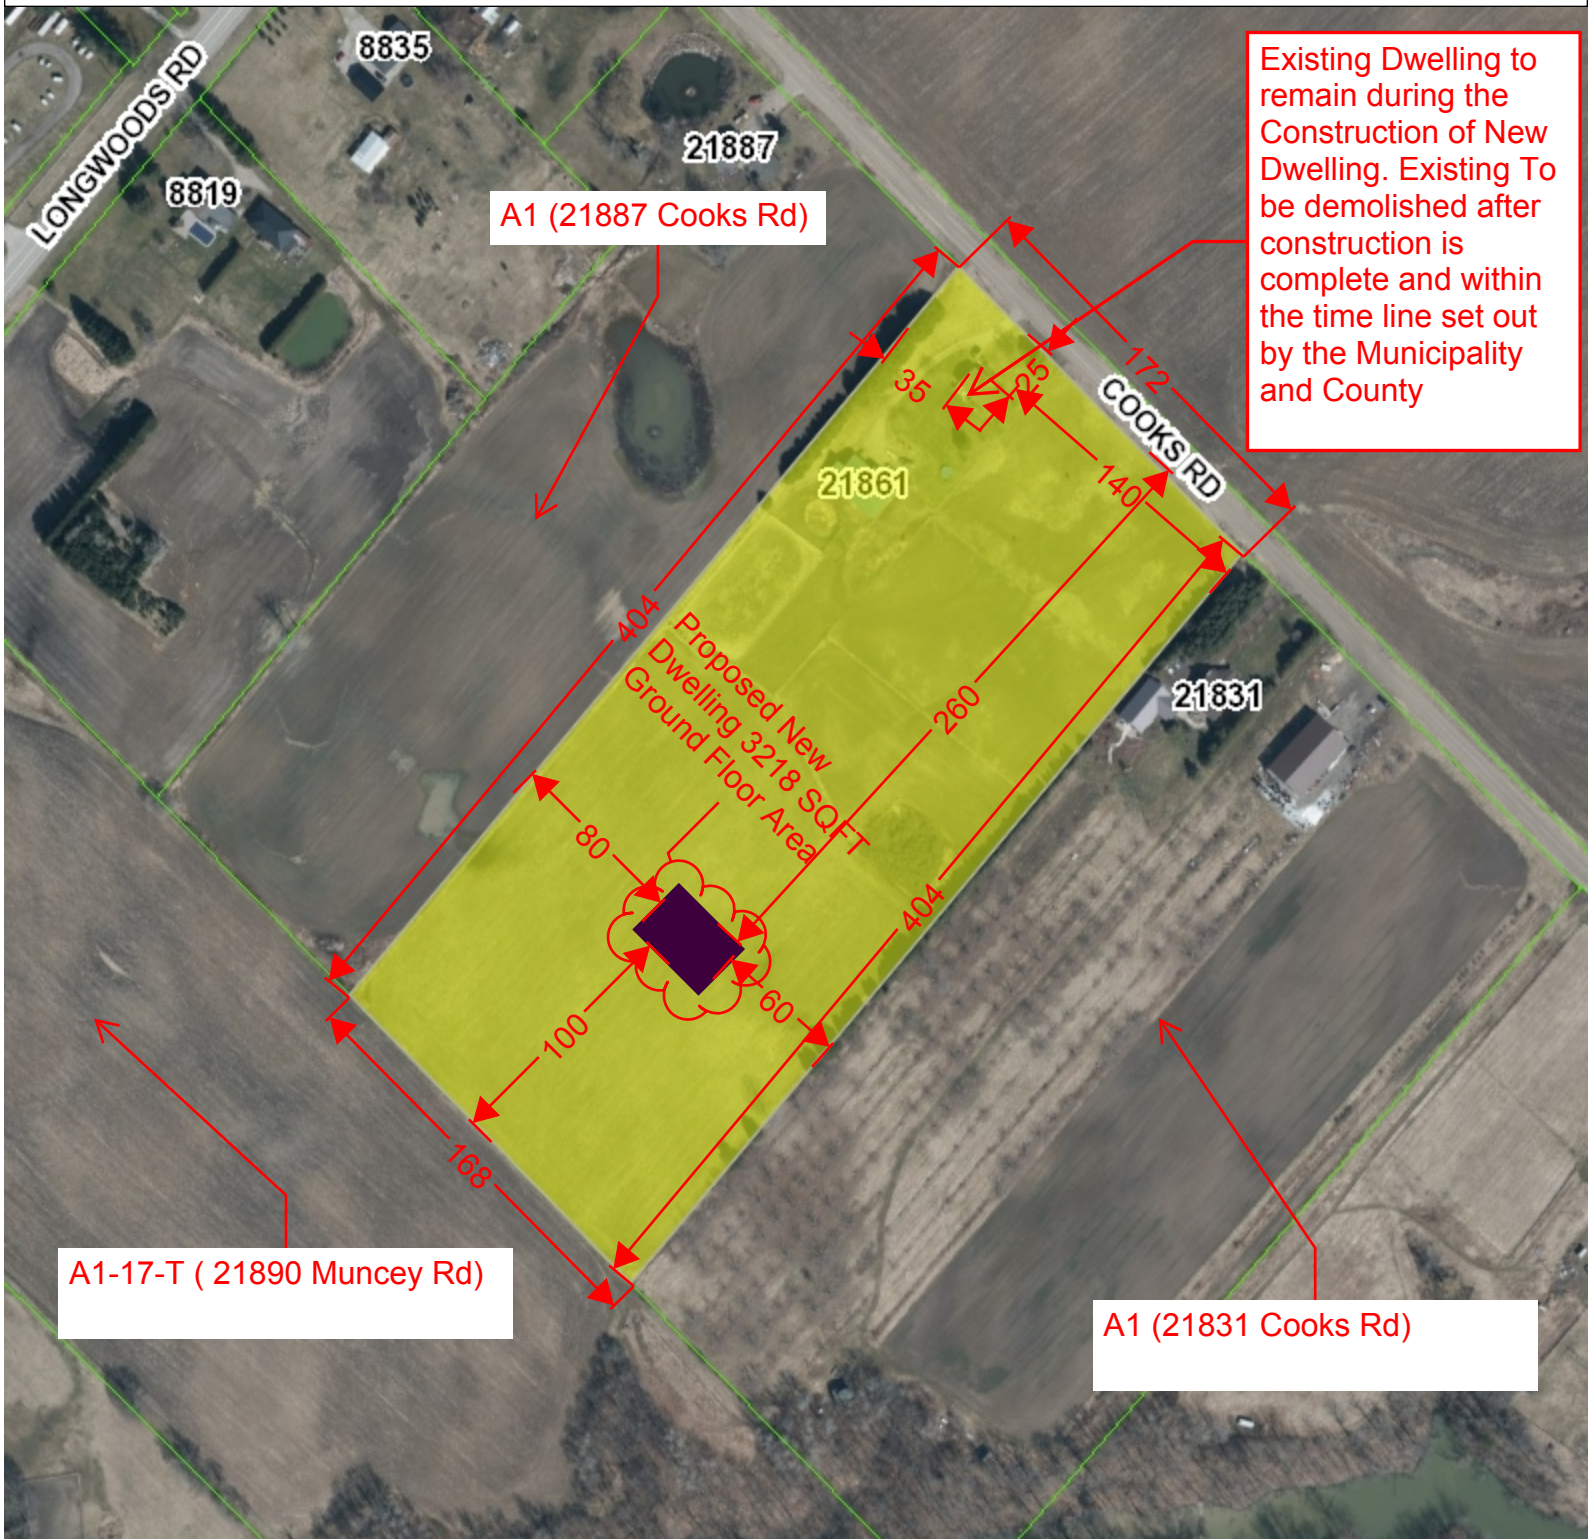 8835
LONGWOODS RD
21887
8819
A1 (21887 Cooks Rd)
Existing Dwelling to
remain during the
Construction of New
Dwelling. Existing To
be demolished after
construction is
complete and within
the time line set out
by the Municipality
and County
172
35
25
COOKS RD
140
21861
404
Proposed New
Dwelling 3218 SQFT
Ground Floor Area
260
21831
80
404
60
100
168
A1-17-T ( 21890 Muncey Rd)
A1 (21831 Cooks Rd)